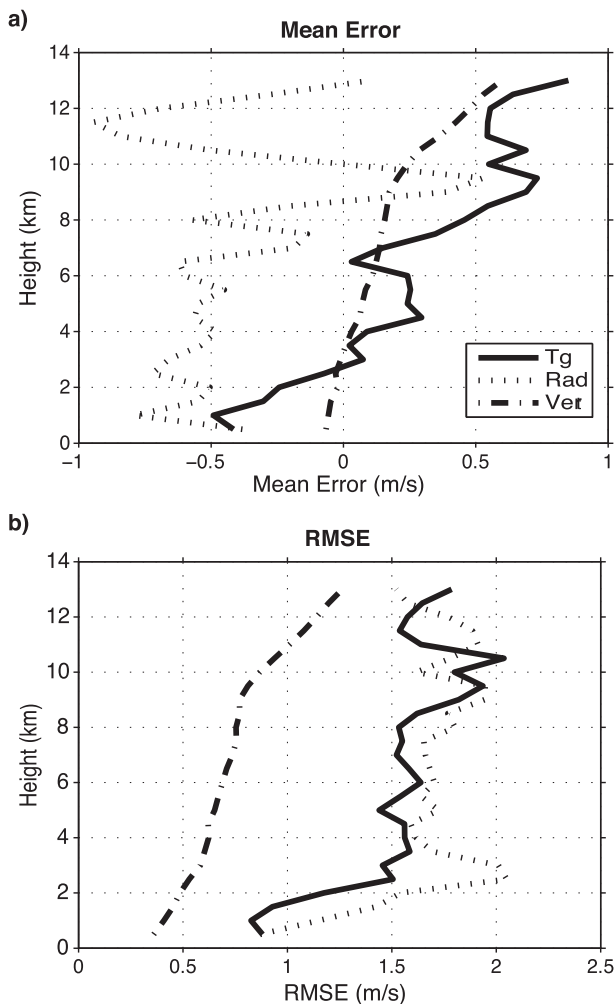 a)
Mean Error
14
12
10
8
6
4
2
0
Height (km)
−1 −0.5 0 0.5 1
Mean Error (m/s)
Tg
Rad
Ver
b)
RMSE
14
12
10
8
6
4
2
0
Height (km)
0 0.5 1 1.5 2 2.5
RMSE (m/s)